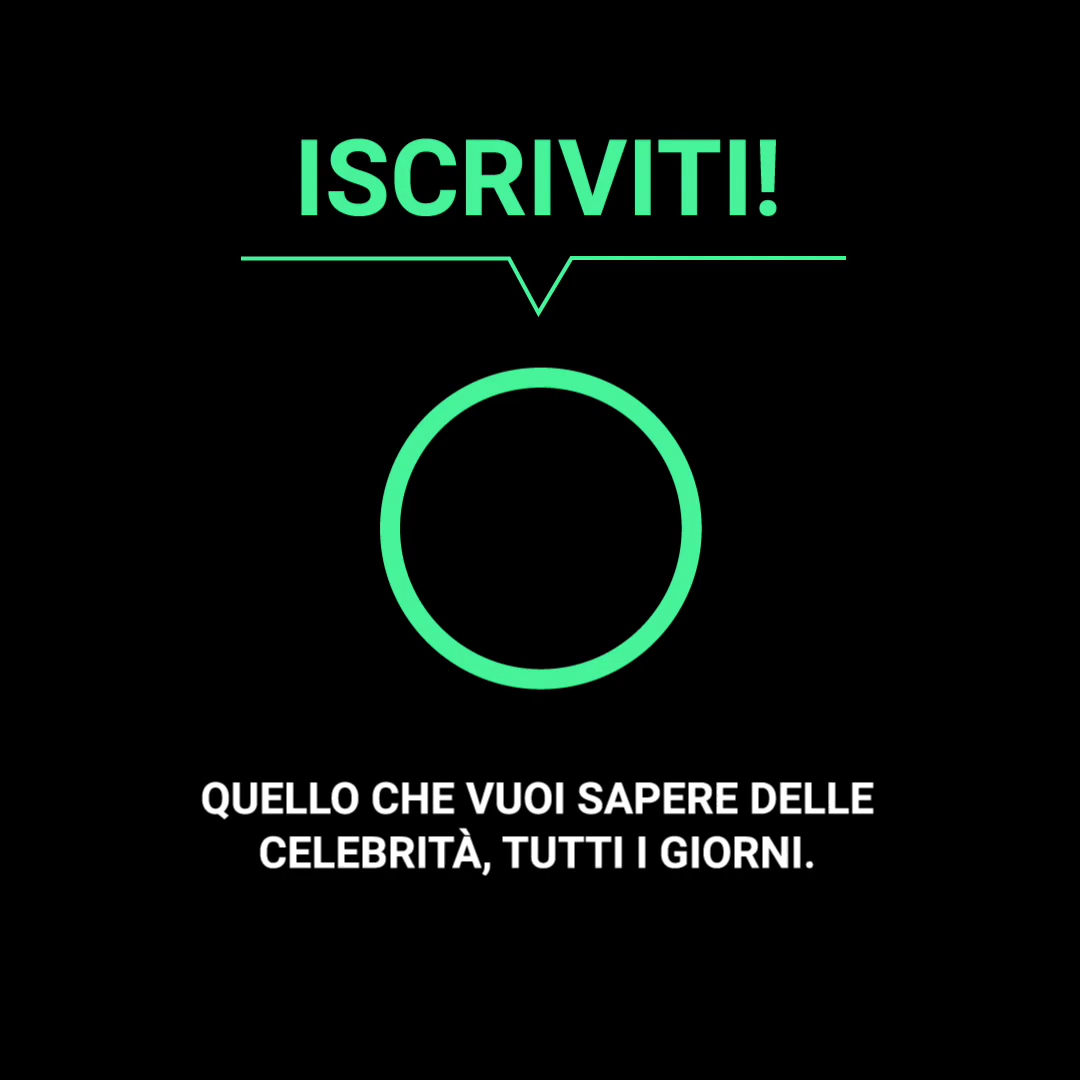 ISCRIVITI!
QUELLO CHE VUOI SAPERE DELLE
CELEBRITÀ, TUTTI I GIORNI.